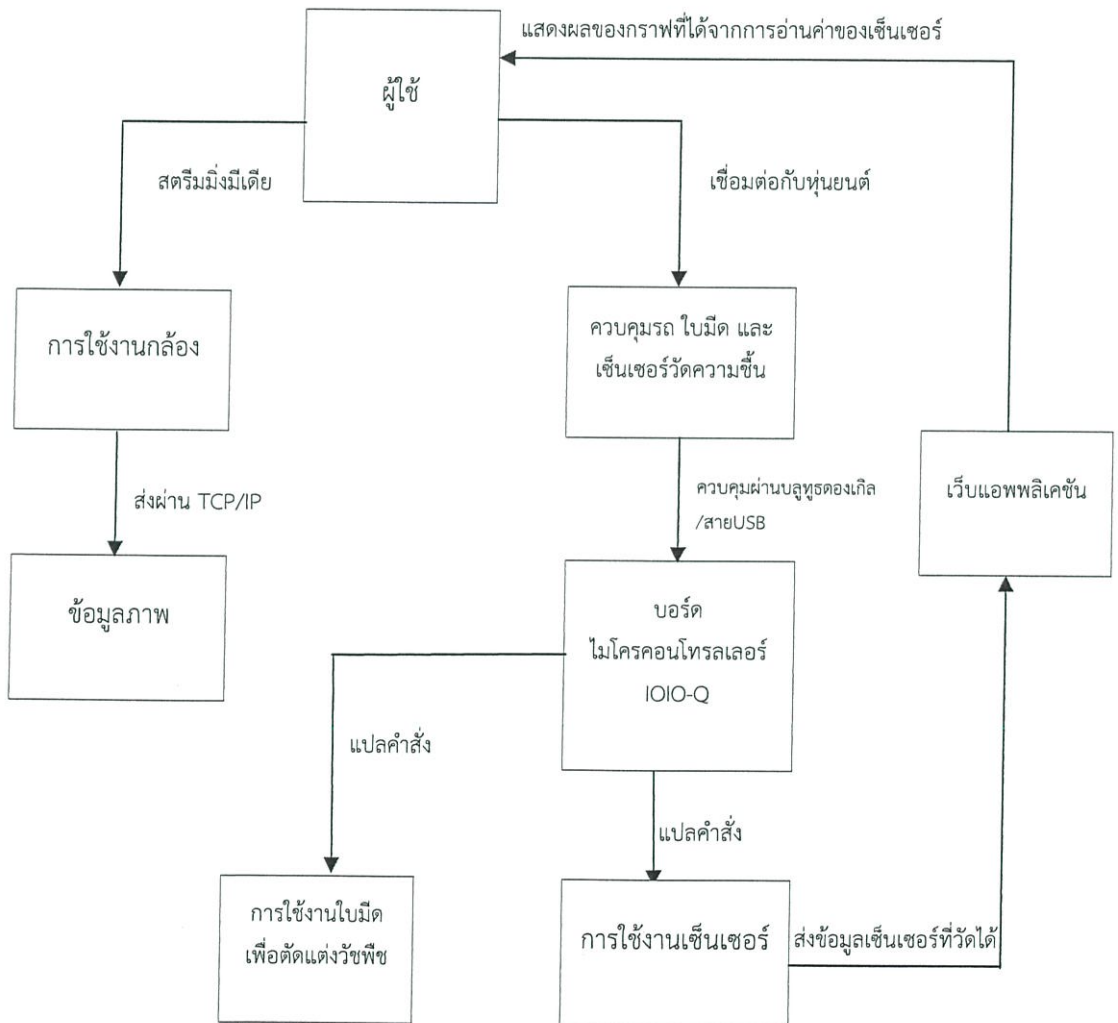 แสดงผลของกราฟที่ได้จากการอ่านค่าของเซ็นเซอร์
ผู้ใช้
สตรีมมิ่งมีเดีย
เชื่อมต่อกับหุ่นยนต์
การใช้งานกล้อง
ควบคุมรถ ใบมีด และ
เซ็นเซอร์วัดความชื้น
เว็บแอพพลิเคชัน
ส่งผ่าน TCP/IP
ควบคุมผ่านบลูทูธดองเกิล
/สายUSB
ข้อมูลภาพ
บอร์ด
ไมโครคอนโทรลเลอร์
IOIO-Q
แปลคำสั่ง
แปลคำสั่ง
การใช้งานใบมีด
เพื่อตัดแต่งวัชพืช
การใช้งานเซ็นเซอร์
ส่งข้อมูลเซ็นเซอร์ที่วัดได้